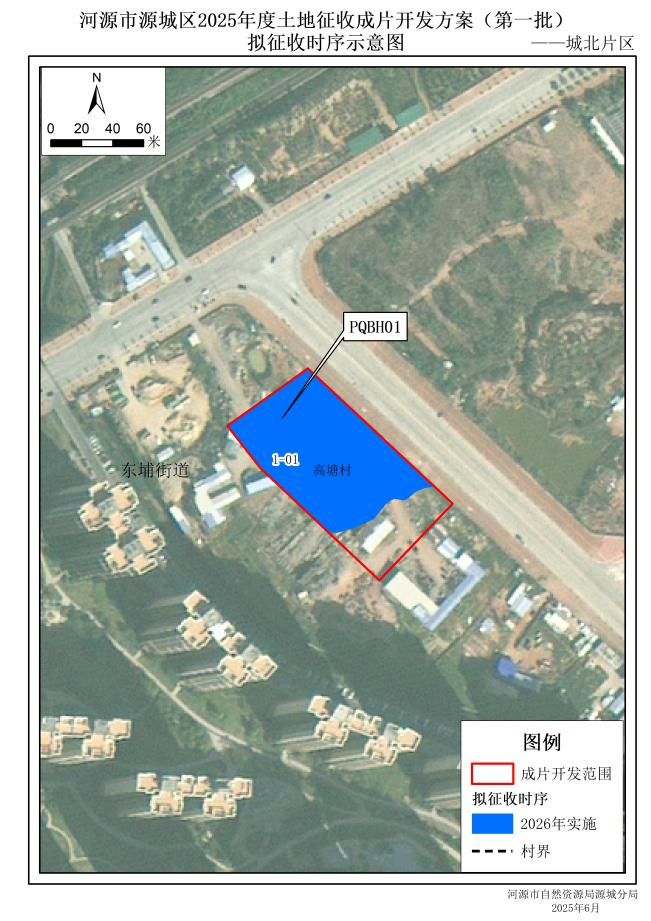 河源市源城区2025年度土地征收成片开发方案（第一批）
拟征收时序示意图
——城北片区
N
0 20 40 60 米
PQBH01
1-01
高塘村
东埔街道
图例
成片开发范围
拟征收时序
2026年实施
村界
河源市自然资源局源城分局
2025年6月